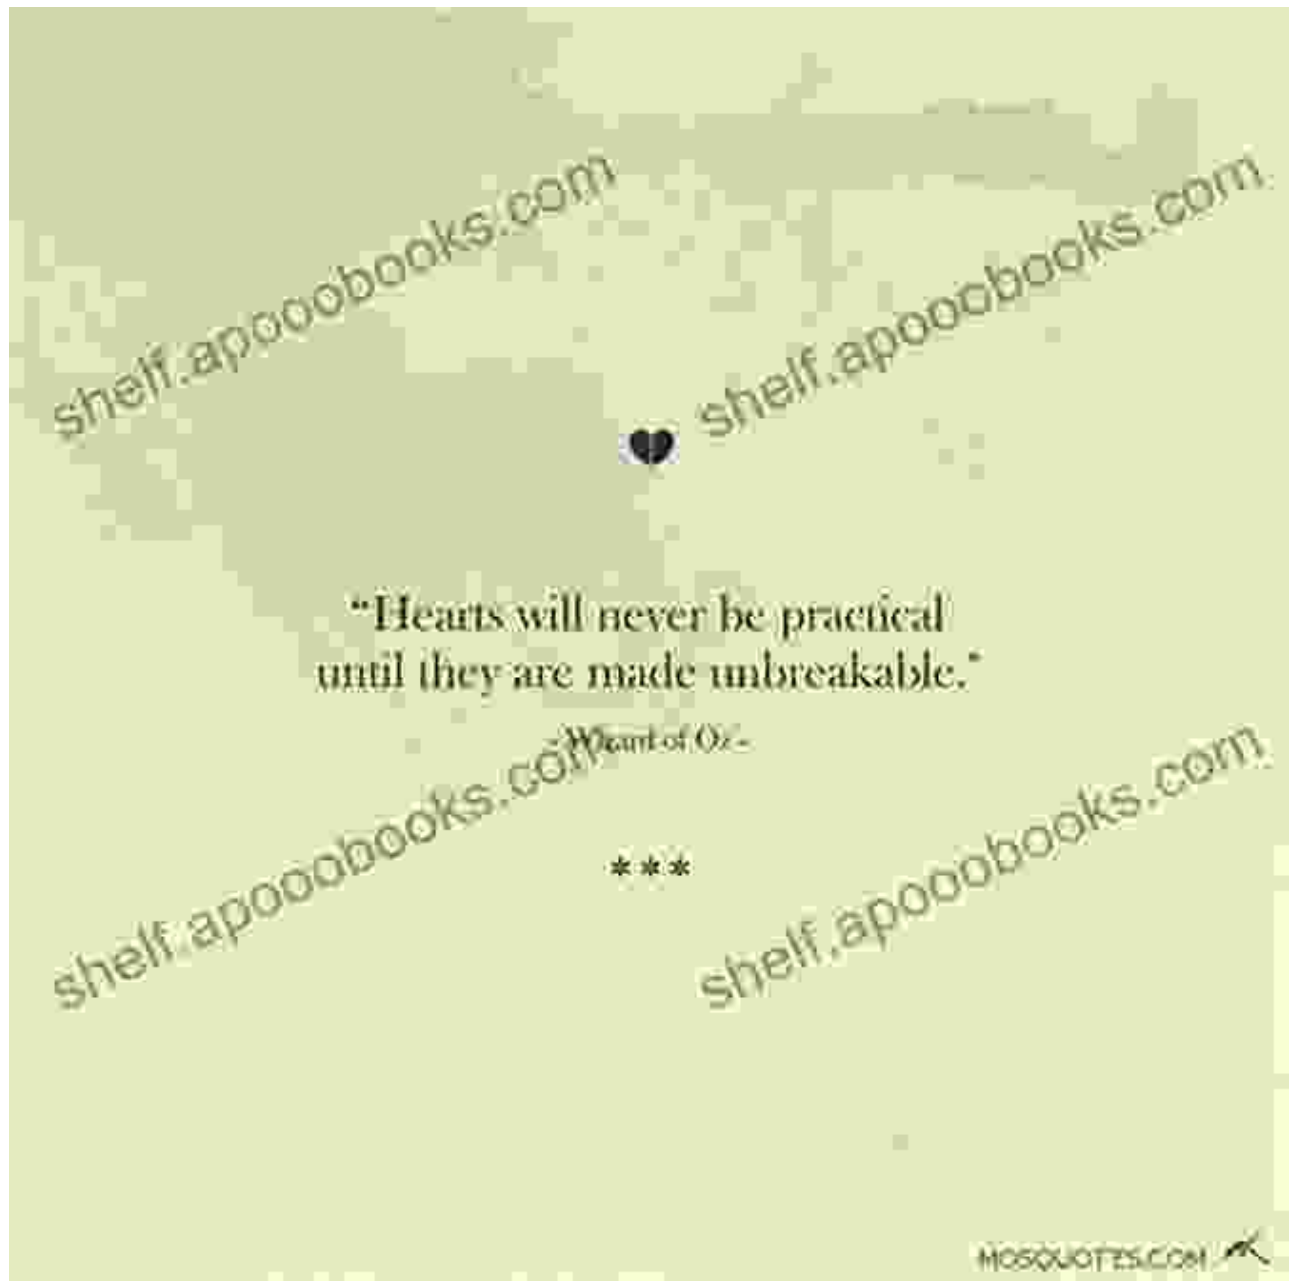 shelf.apooobooks.com
shelf.apooobooks.com
“Hearts will never be practical
until they are made unbreakable.”
-Wizard of Oz-
shelf.apooobooks.com
shelf.apooobooks.com
***
MOSQUOTES.COM